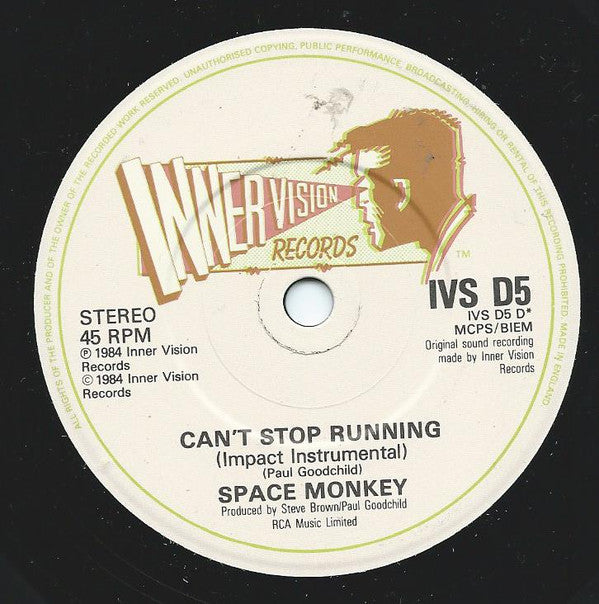 ALL RIGHTS OF THE PRODUCER AND OF THE OWNER OF THE RECORDED WORK RESERVED. UNAUTHORISED COPYING, PUBLIC PERFORMANCE, BROADCASTING, HIRING OR RENTAL OF THIS RECORDING PROHIBITED. MADE IN ENGLAND
INNERVISION
RECORDS
™
STEREO
45 RPM
℗ 1984 Inner Vision
Records
© 1984 Inner Vision
Records
IVS D5
IVS D5 D*
MCPS/BIEM
Original sound recording
made by Inner Vision
Records
CAN'T STOP RUNNING
(Impact Instrumental)
(Paul Goodchild)
SPACE MONKEY
Produced by Steve Brown/Paul Goodchild
RCA Music Limited